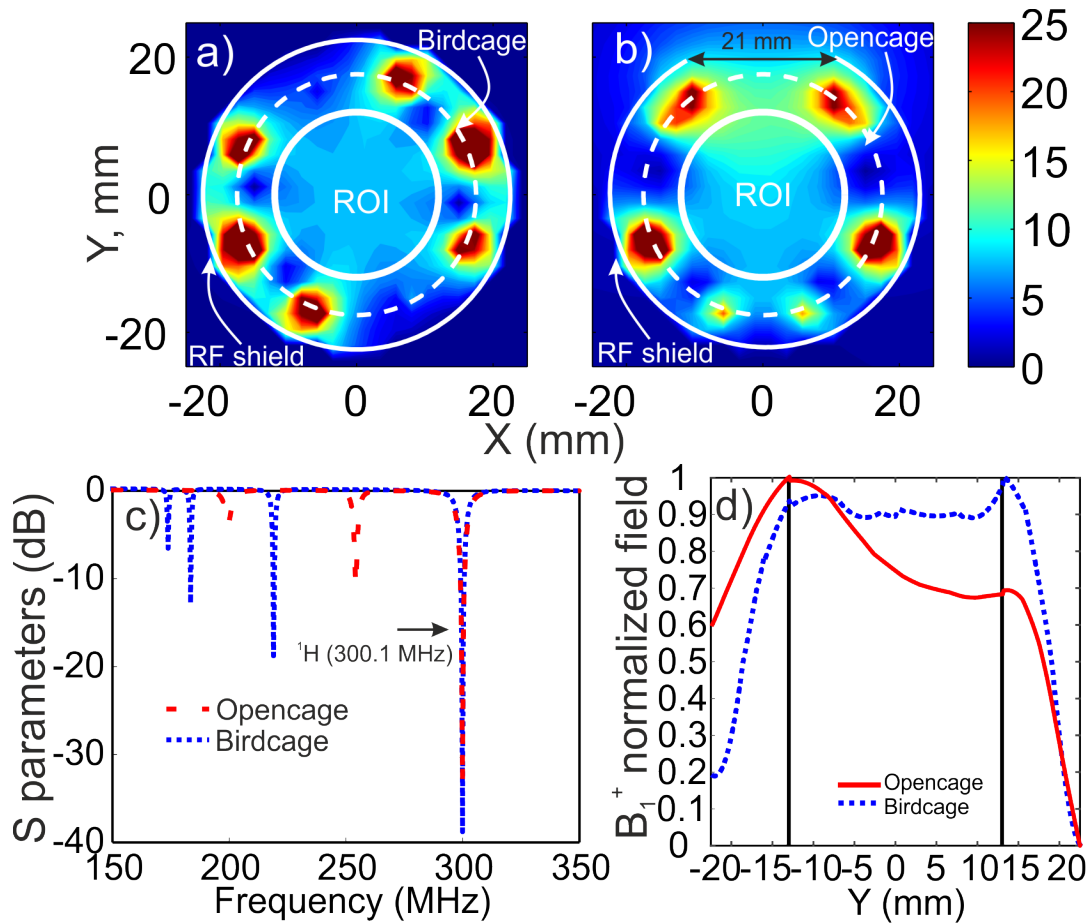 a)
Birdcage
ROI
RF shield
20
0
-20
Y, mm
-20
0
20
b)
21 mm
Opencage
ROI
RF shield
-20
0
20
X (mm)
25
20
15
10
5
0
c)
0
-10
-20
-30
-40
S parameters (dB)
¹H (300.1 MHz)
Opencage
Birdcage
150
200
250
300
350
Frequency (MHz)
d)
1
0.9
0.8
0.7
0.6
0.5
0.4
0.3
0.2
0.1
0
B₁⁺ normalized field
Opencage
Birdcage
-20
-15
-10
-5
0
5
10
15
20
Y (mm)